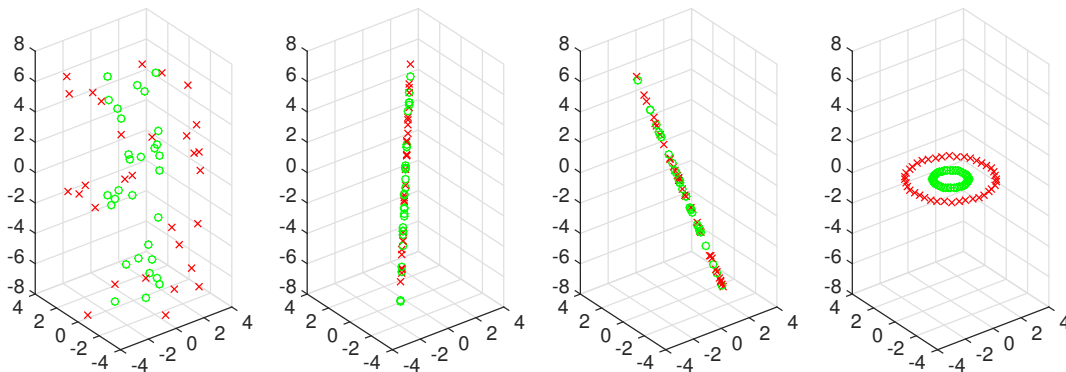 8 8 8 8
6 6 6 6
4 4 4 4
2 2 2 2
0 0 0 0
-2 -2 -2 -2
-4 -4 -4 -4
-6 -6 -6 -6
-8 -8 -8 -8
4 4 4 4 4 4 4 4
2 2 2 2 2 2 2 2
0 0 0 0 0 0 0 0
-2 -2 -2 -2 -2 -2 -2 -2
-4 -4 -4 -4 -4 -4 -4 -4